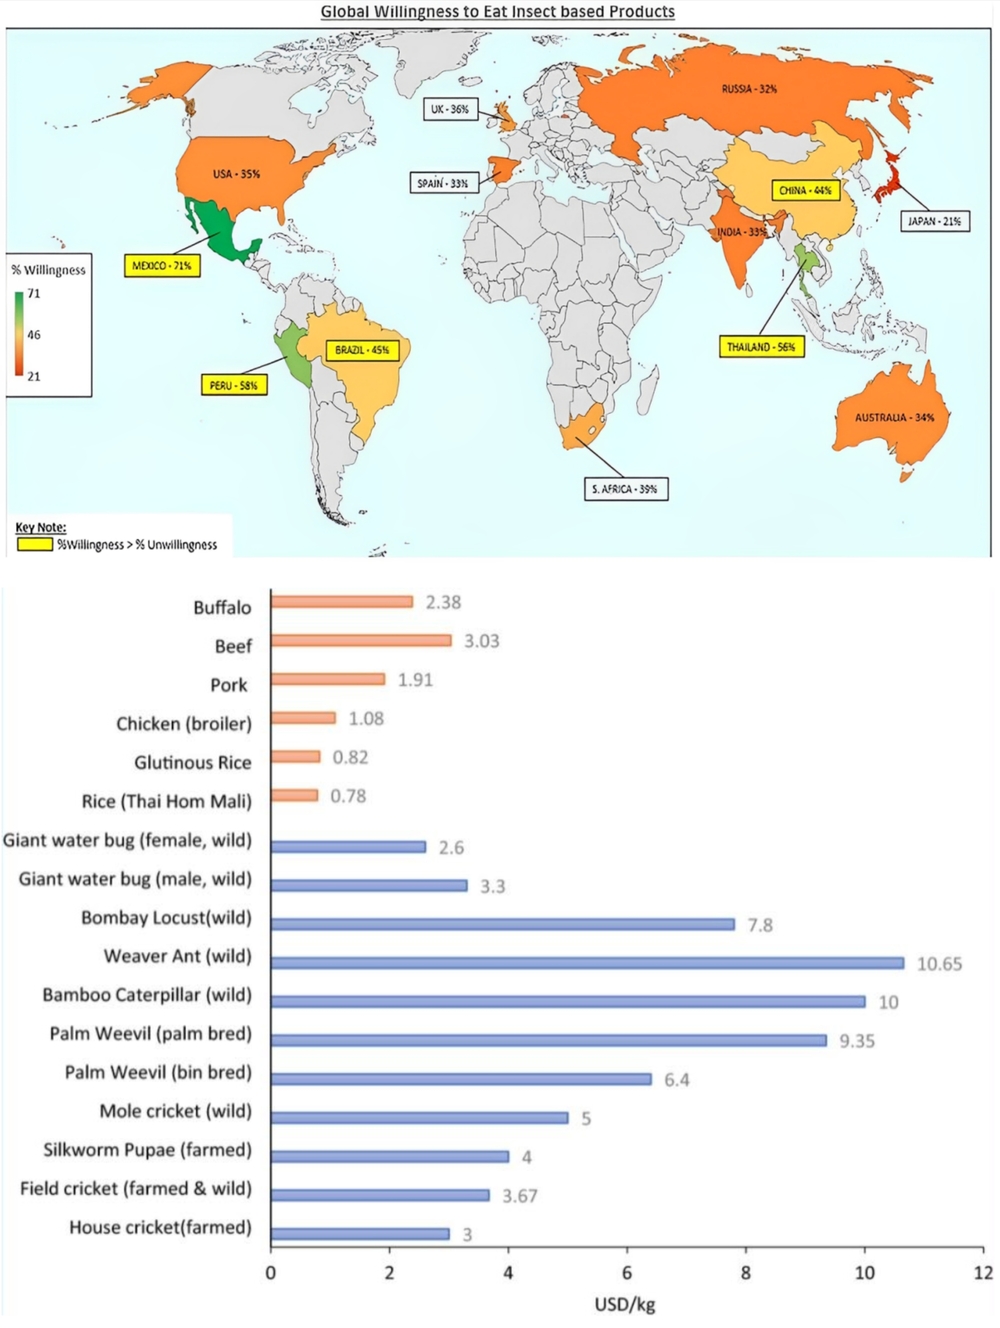 Global Willingness to Eat Insect based Products
RUSSIA - 32%
UK - 36%
USA - 35%
SPAIN - 33%
CHINA - 44%
JAPAN - 21%
INDIA - 33%
MEXICO - 71%
% Willingness
71
46
21
THAILAND - 56%
BRAZIL - 45%
PERU - 58%
AUSTRALIA - 34%
S. AFRICA - 39%
Key Note:
%Willingness > % Unwillingness
Buffalo 2.38
Beef 3.03
Pork 1.91
Chicken (broiler) 1.08
Glutinous Rice 0.82
Rice (Thai Hom Mali) 0.78
Giant water bug (female, wild) 2.6
Giant water bug (male, wild) 3.3
Bombay Locust(wild) 7.8
Weaver Ant (wild) 10.65
Bamboo Caterpillar (wild) 10
Palm Weevil (palm bred) 9.35
Palm Weevil (bin bred) 6.4
Mole cricket (wild) 5
Silkworm Pupae (farmed) 4
Field cricket (farmed & wild) 3.67
House cricket(farmed) 3
0 2 4 6 8 10 12
USD/kg